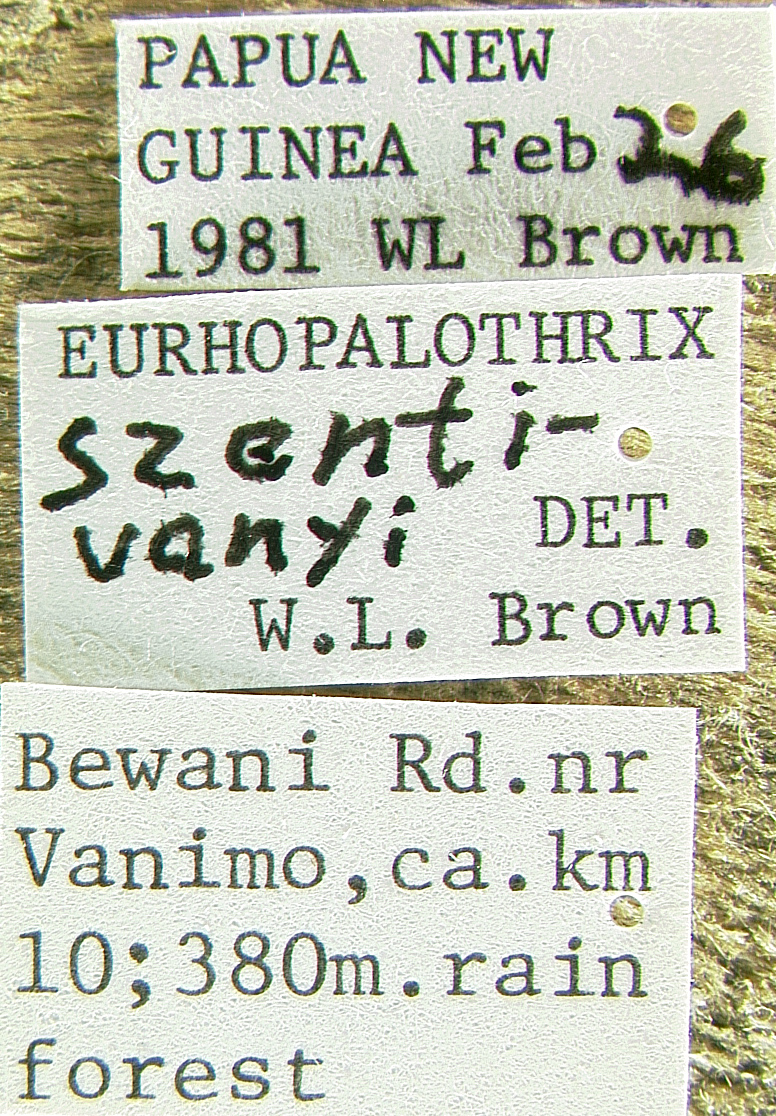 PAPUA NEW
GUINEA Feb 26
1981 WL Brown
EURHOPALOTHRIX
szenti-
vanyi DET.
W.L. Brown
Bewani Rd.nr
Vanimo,ca.km
10;380m.rain
forest